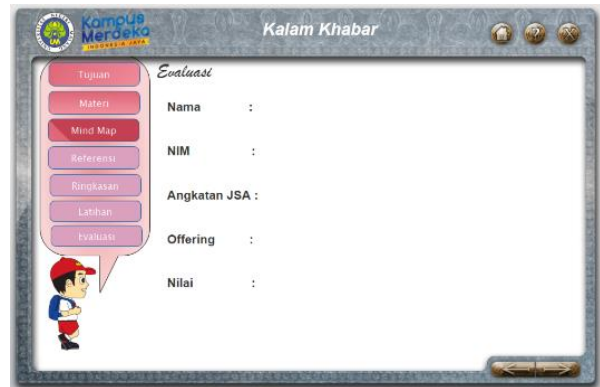 UM
Kampus
Merdeka
INDONESIA JAYA
Kalam Khabar
?
X
Tujuan
Materi
Mind Map
Referensi
Ringkasan
Latihan
Evaluasi
Evaluasi
Nama :
NIM :
Angkatan JSA :
Offering :
Nilai :